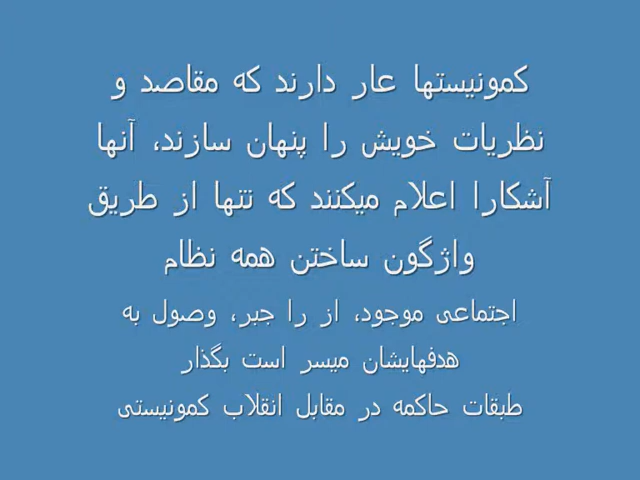 کمونیستها عار دارند که مقاصد و
نظریات خویش را پنهان سازند، آنها
آشکارا اعلام میکنند که تنها از طریق
واژگون ساختن همه نظام
اجتماعی موجود، از را جبر، وصول به
هدفهایشان میسر است بگذار
طبقات حاکمه در مقابل انقلاب کمونیستی